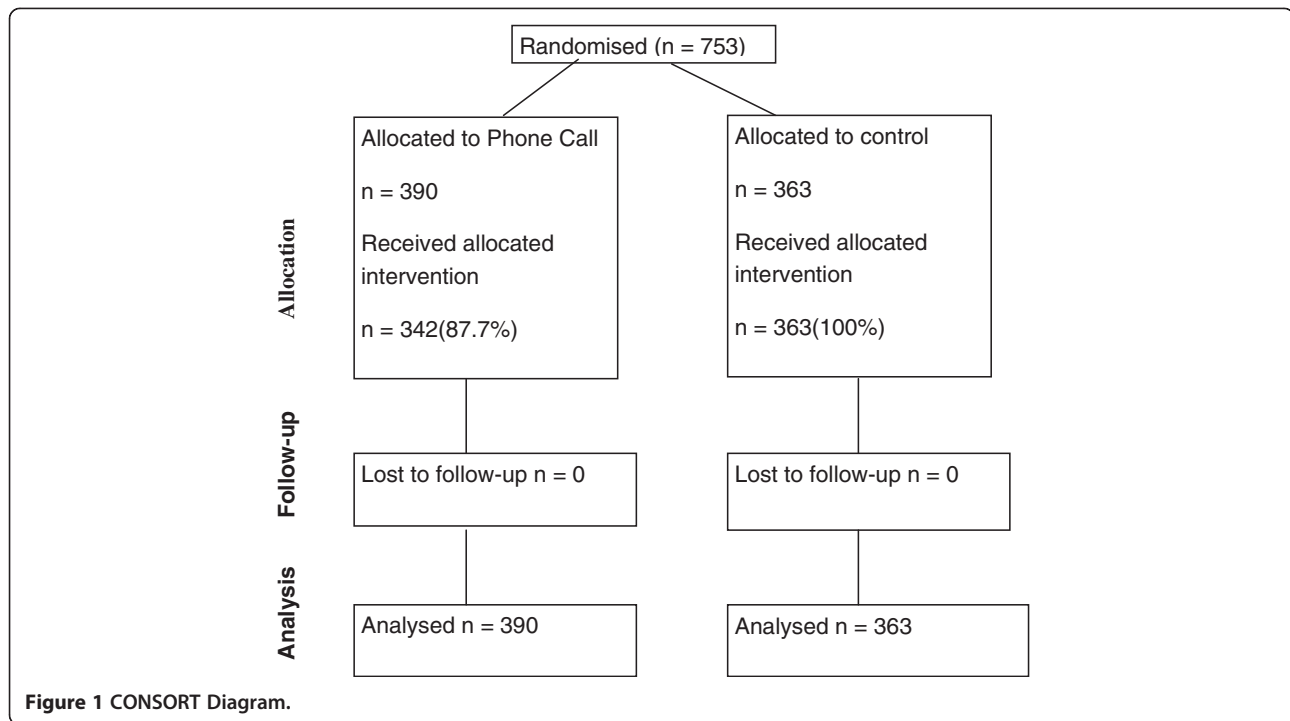 Randomised (n = 753)
Allocation
Allocated to Phone Call
n = 390
Received allocated
intervention
n = 342(87.7%)
Allocated to control
n = 363
Received allocated
intervention
n = 363(100%)
Follow-up
Lost to follow-up n = 0
Lost to follow-up n = 0
Analysis
Analysed n = 390
Analysed n = 363
Figure 1 CONSORT Diagram.